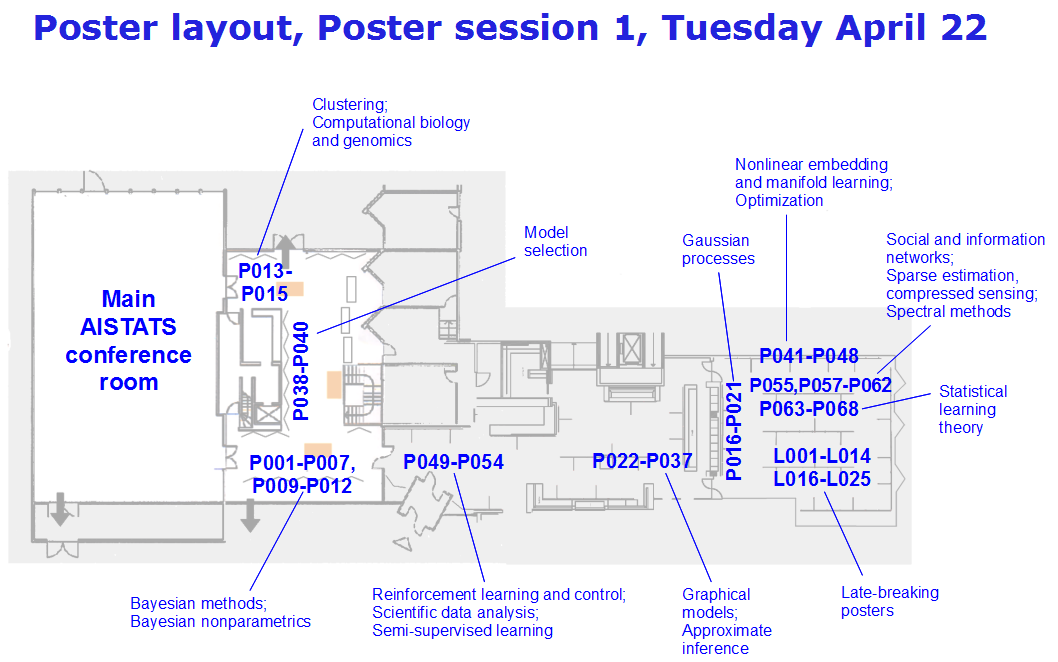 Poster layout, Poster session 1, Tuesday April 22
Clustering;
Computational biology
and genomics
Nonlinear embedding
and manifold learning;
Optimization
Model
selection
Gaussian
processes
Social and information
networks;
Sparse estimation,
compressed sensing;
Spectral methods
P013-
P015
Main
AISTATS
conference
room
P038-P040
P041-P048
P055,P057-P062
P063-P068
Statistical
learning
theory
P016-P021
P001-P007,
P009-P012
P049-P054
P022-P037
L001-L014
L016-L025
Bayesian methods;
Bayesian nonparametrics
Reinforcement learning and control;
Scientific data analysis;
Semi-supervised learning
Graphical
models;
Approximate
inference
Late-breaking
posters